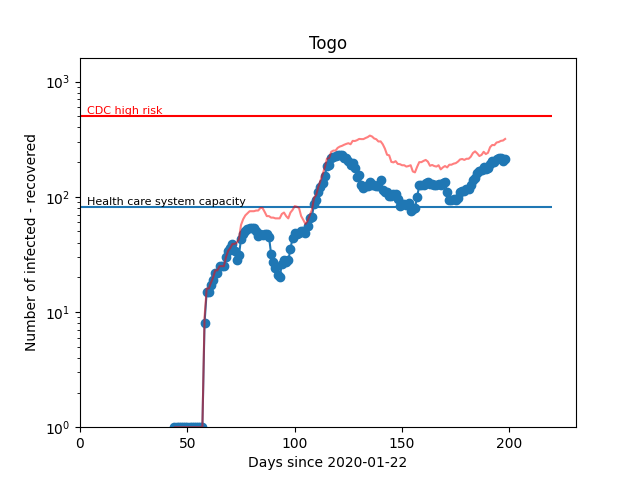 Togo
CDC high risk
Health care system capacity
Number of infected - recovered
10^3
10^2
10^1
10^0
0 50 100 150 200
Days since 2020-01-22